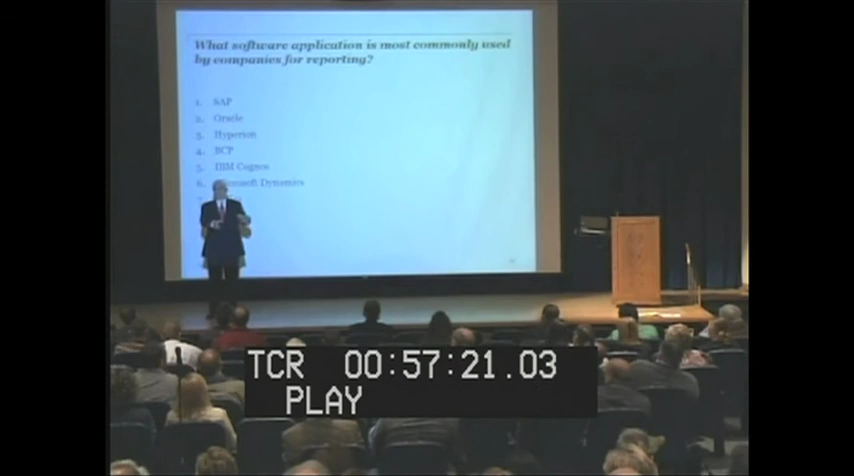 What software application is most commonly used
by companies for reporting?
1. SAP
2. Oracle
3. Hyperion
4. BCP
5. IBM Cognos
6. Microsoft Dynamics
TCR 00:57:21.03
PLAY